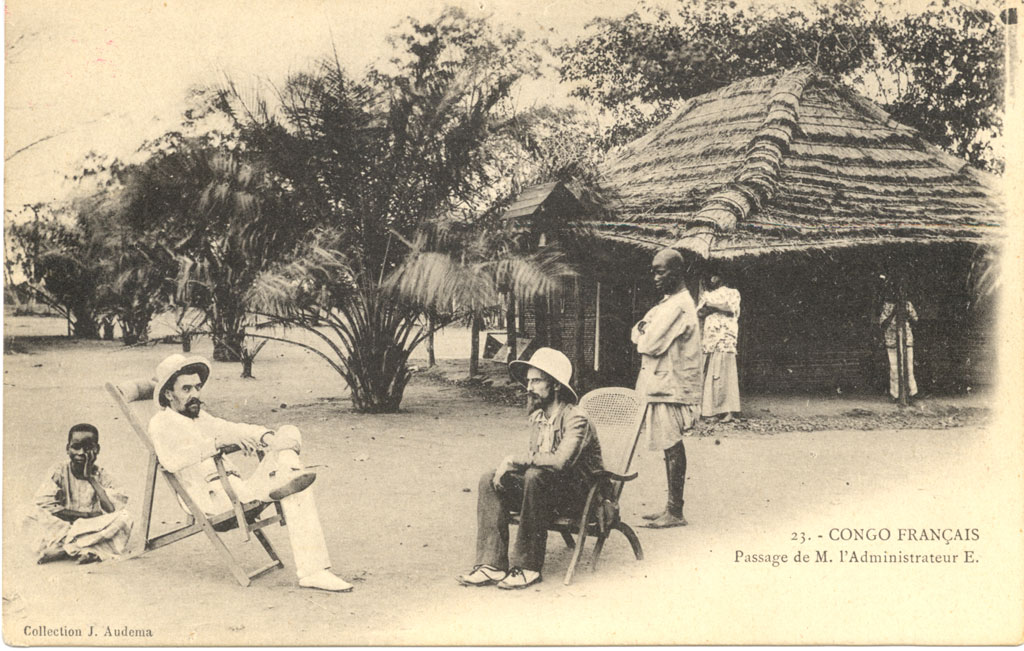 23. - CONGO FRANÇAIS
Passage de M. l'Administrateur E.
Collection J. Audema